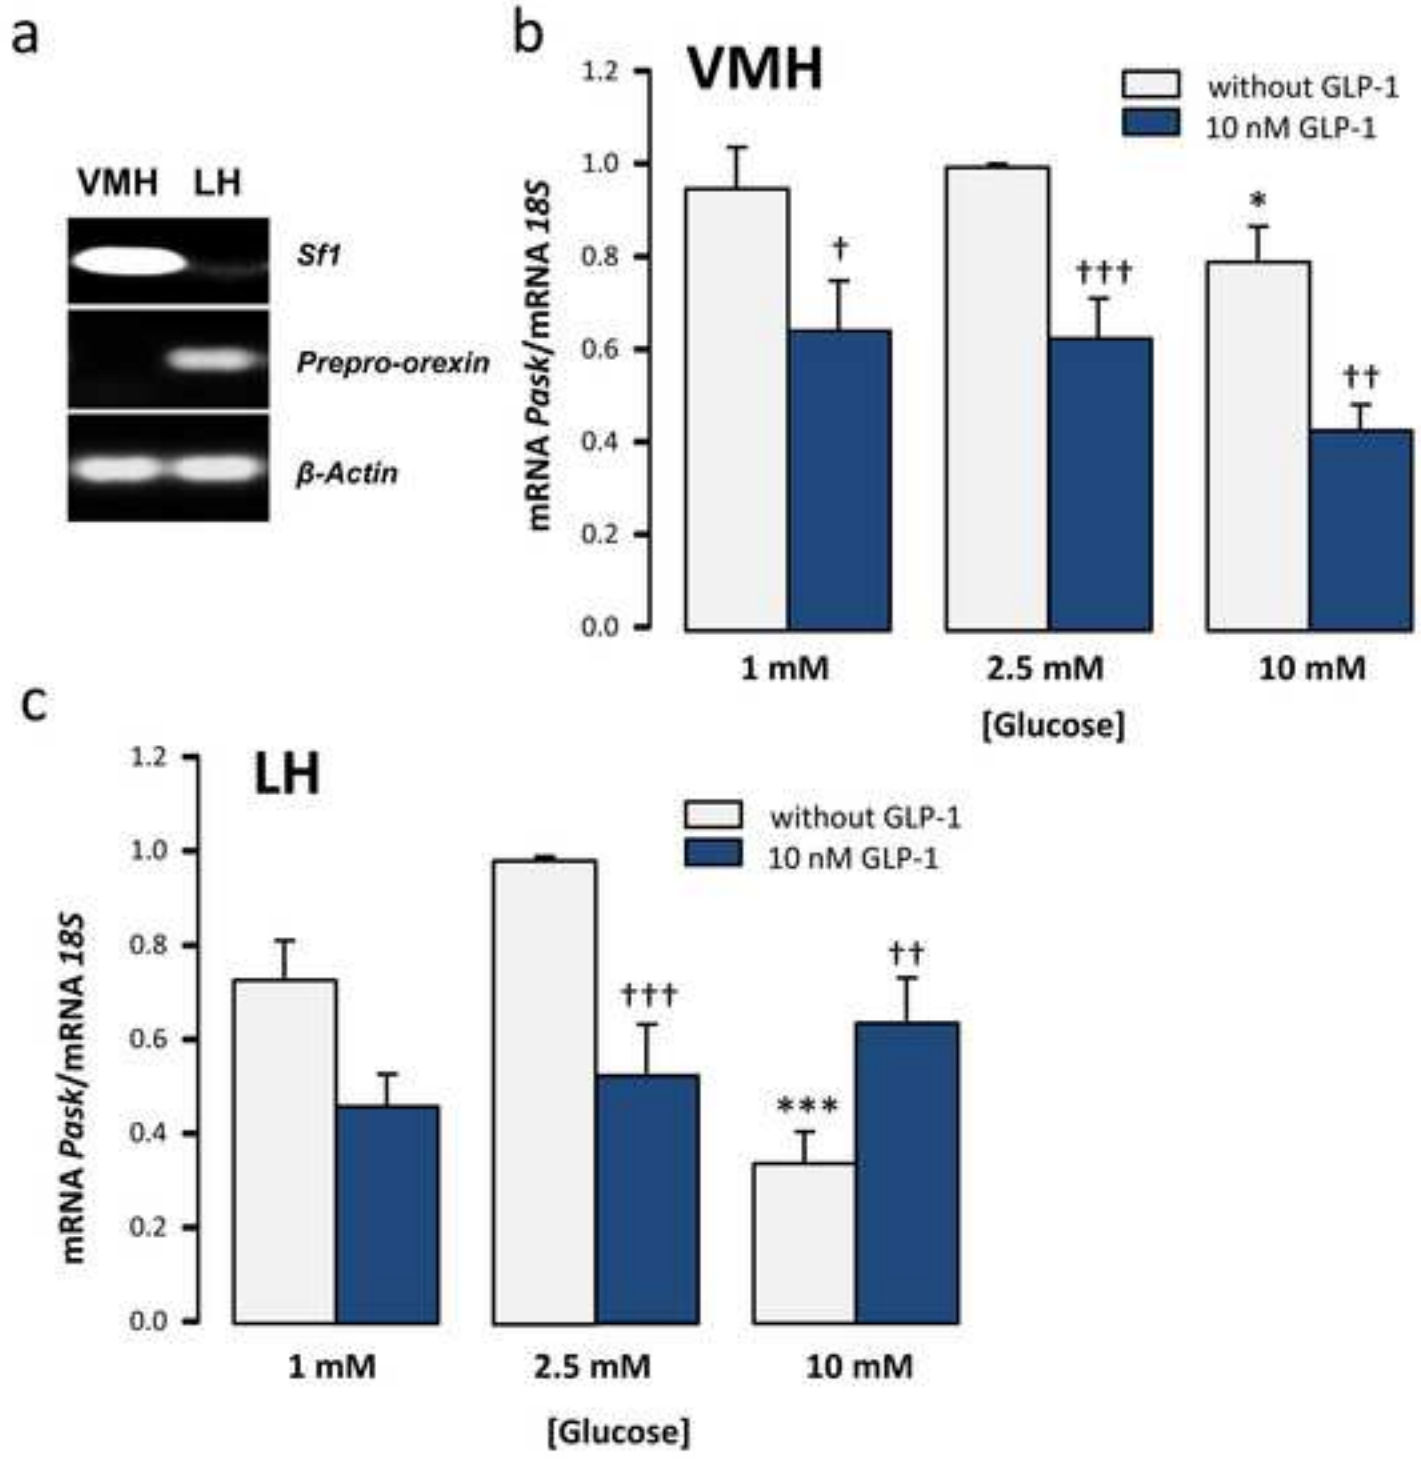 a
VMH LH
Sf1
Prepro-orexin
β-Actin
b
VMH
without GLP-1
10 nM GLP-1
mRNA Pask/mRNA 18S
1.2
1.0
0.8
0.6
0.4
0.2
0.0
†
†††
*
††
1 mM 2.5 mM 10 mM
[Glucose]
c
LH
without GLP-1
10 nM GLP-1
mRNA Pask/mRNA 18S
1.2
1.0
0.8
0.6
0.4
0.2
0.0
†††
***
††
1 mM 2.5 mM 10 mM
[Glucose]